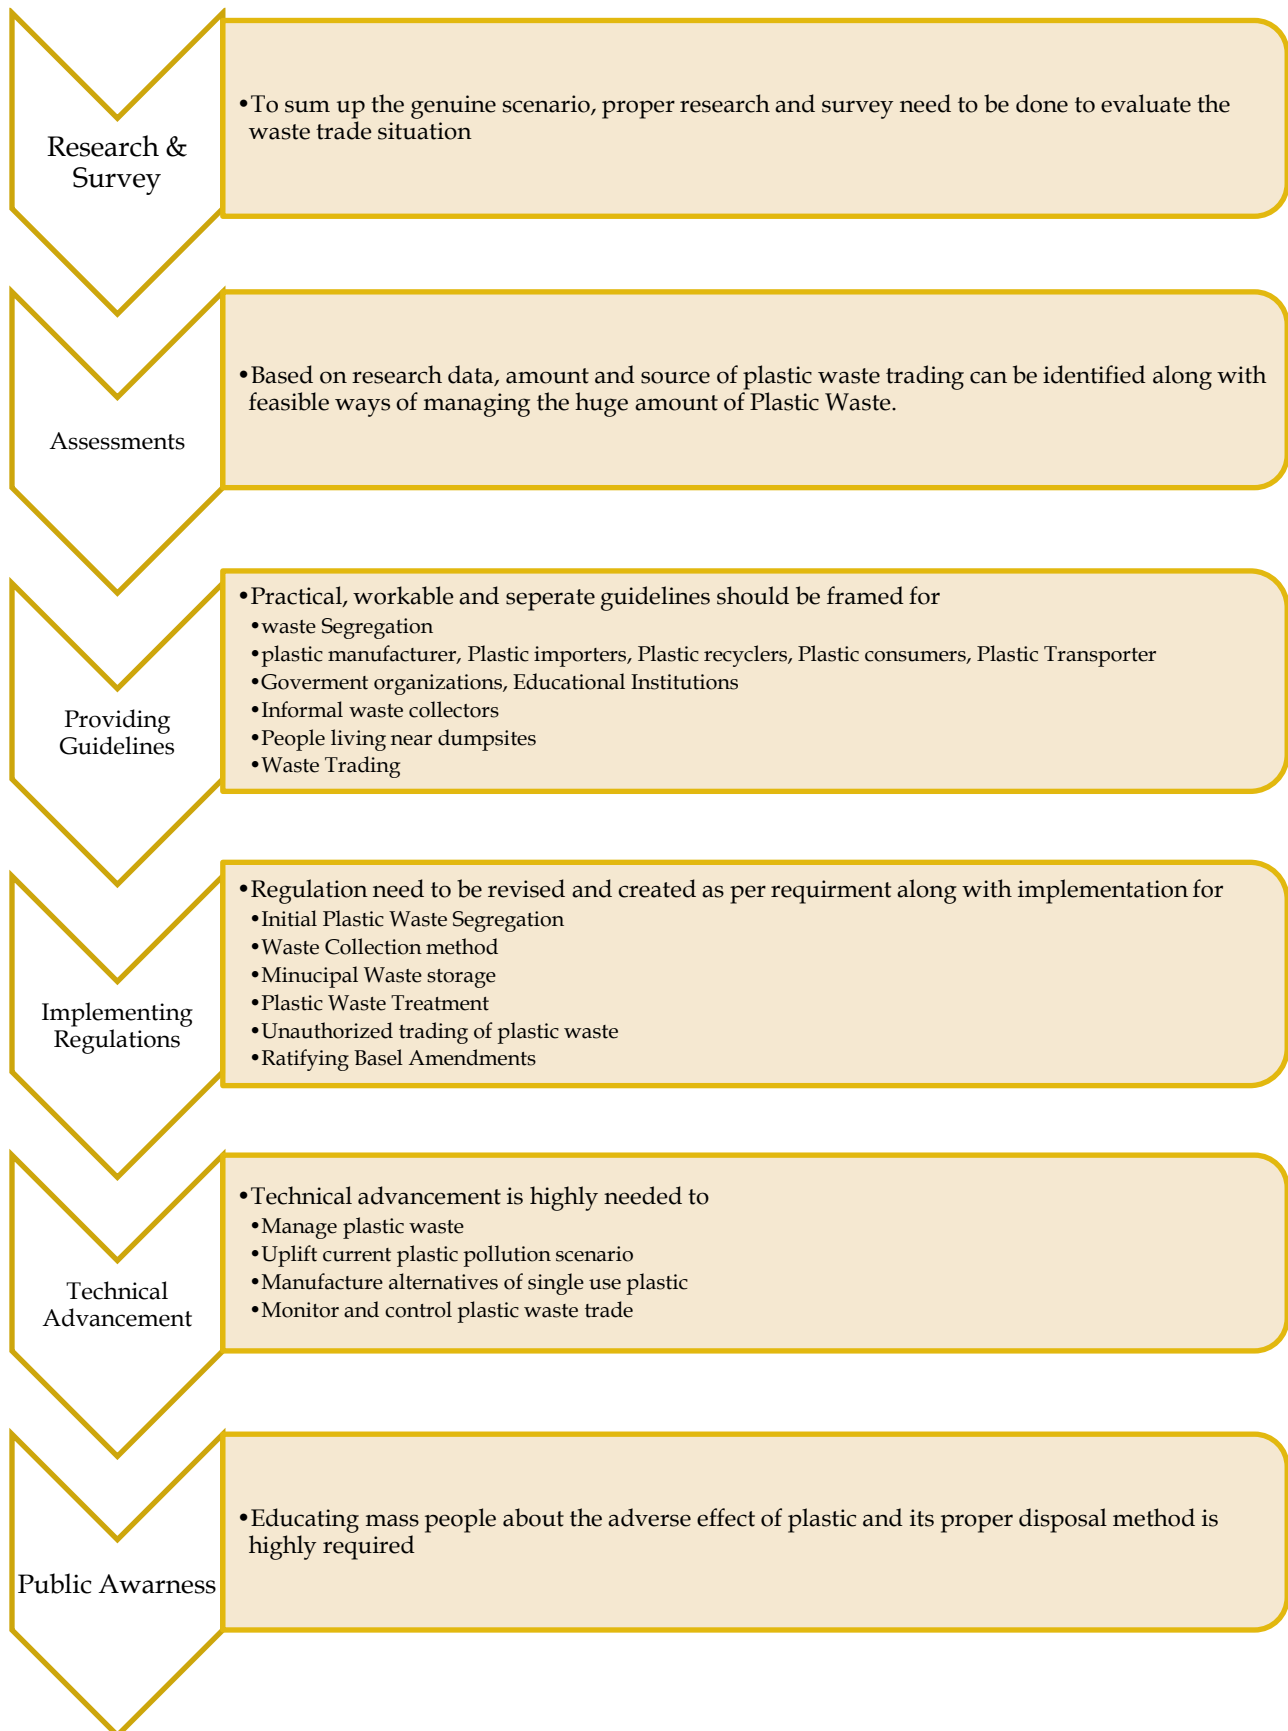 Research &
Survey
•To sum up the genuine scenario, proper research and survey need to be done to evaluate the
waste trade situation
Assessments
•Based on research data, amount and source of plastic waste trading can be identified along with
feasible ways of managing the huge amount of Plastic Waste.
Providing
Guidelines
•Practical, workable and seperate guidelines should be framed for
•waste Segregation
•plastic manufacturer, Plastic importers, Plastic recyclers, Plastic consumers, Plastic Transporter
•Goverment organizations, Educational Institutions
•Informal waste collectors
•People living near dumpsites
•Waste Trading
Implementing
Regulations
•Regulation need to be revised and created as per requirment along with implementation for
•Initial Plastic Waste Segregation
•Waste Collection method
•Minucipal Waste storage
•Plastic Waste Treatment
•Unauthorized trading of plastic waste
•Ratifying Basel Amendments
Technical
Advancement
•Technical advancement is highly needed to
•Manage plastic waste
•Uplift current plastic pollution scenario
•Manufacture alternatives of single use plastic
•Monitor and control plastic waste trade
Public Awarness
•Educating mass people about the adverse effect of plastic and its proper disposal method is
highly required